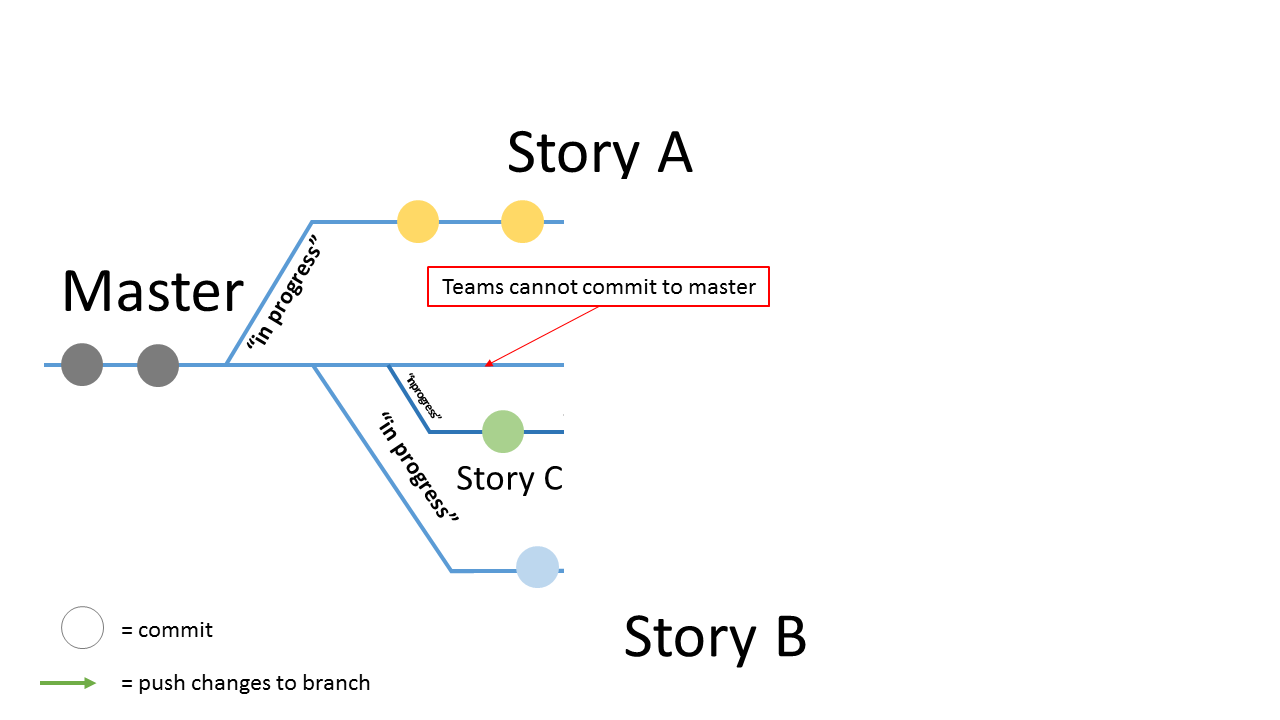 Story A
“in progress”
Master
Teams cannot commit to master
“in progress”
“in progress”
Story C
Story B
= commit
= push changes to branch